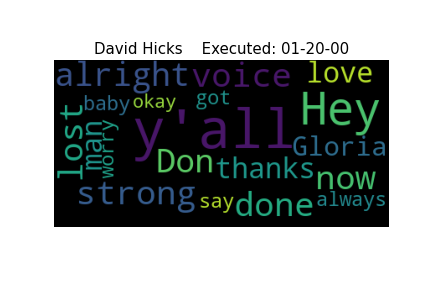 David Hicks    Executed: 01-20-00
alright voice love
baby okay got
Hey
y'all
lost man worry
Gloria
Don thanks
now
strong say done always